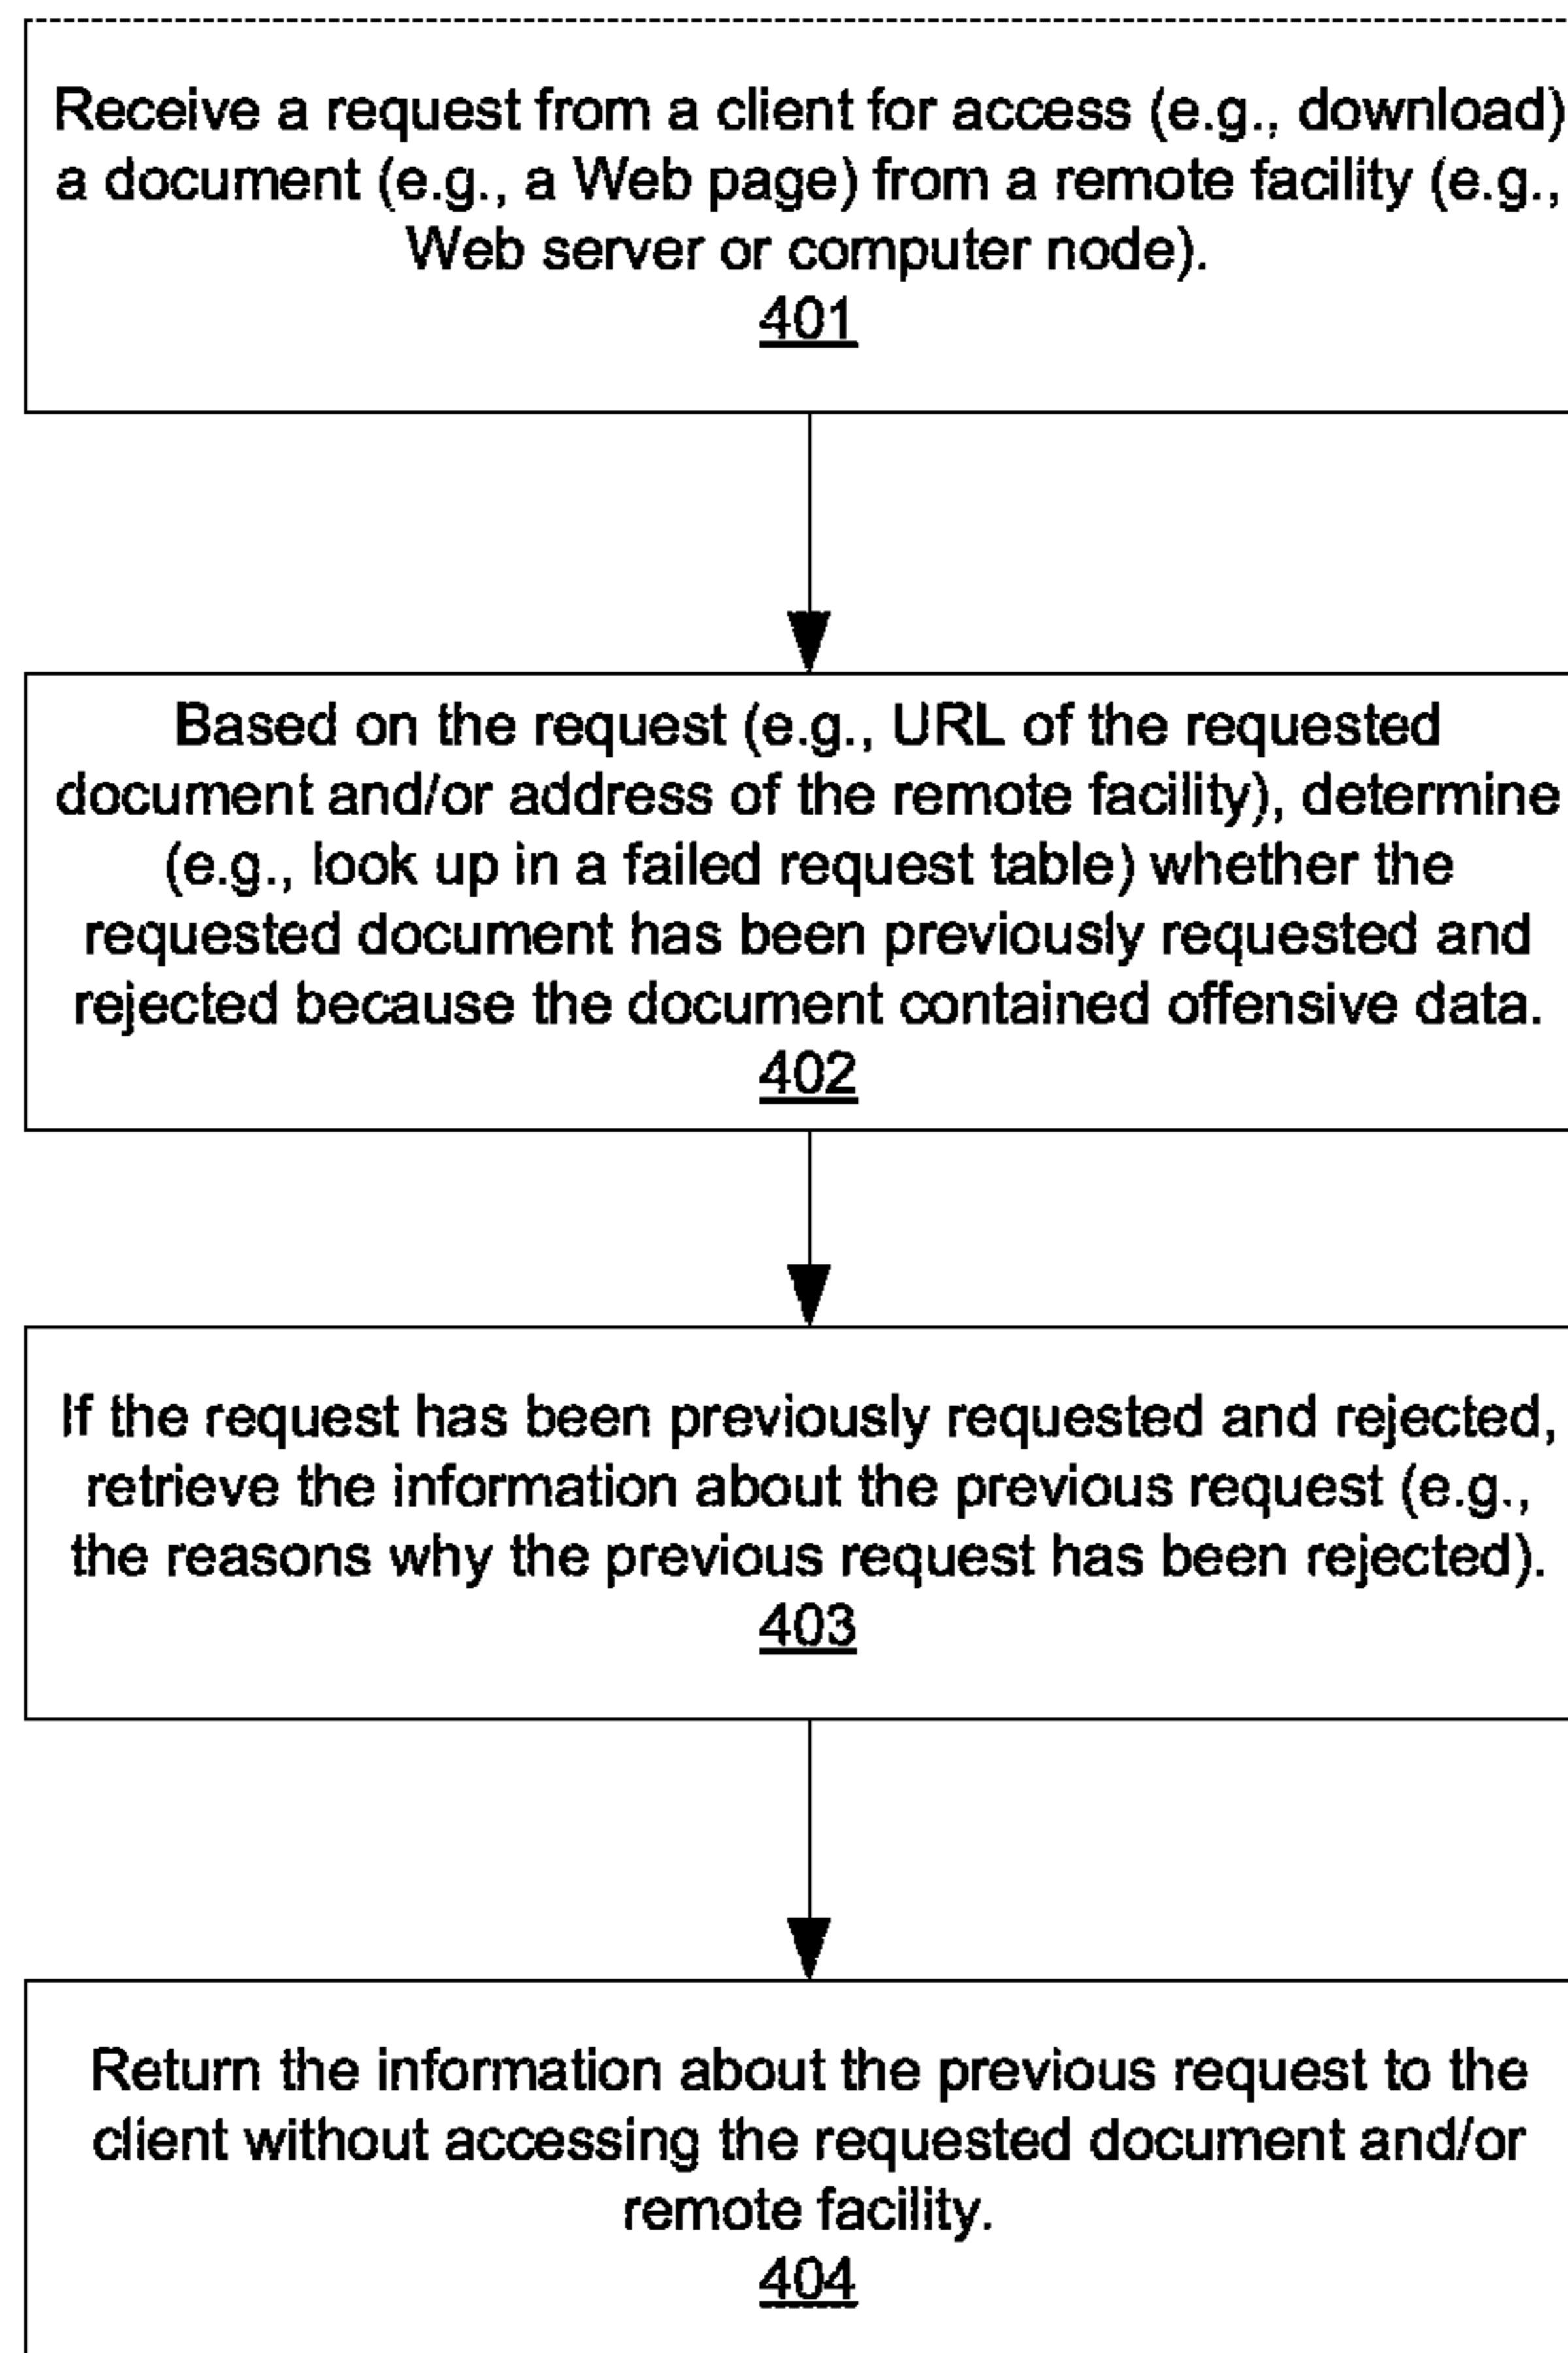 Receive a request from a client for access (e.g., download)
a document (e.g., a Web page) from a remote facility (e.g.,
Web server or computer node).
401
Based on the request (e.g., URL of the requested
document and/or address of the remote facility), determine
(e.g., look up in a failed request table) whether the
requested document has been previously requested and
rejected because the document contained offensive data.
402
If the request has been previously requested and rejected,
retrieve the information about the previous request (e.g.,
the reasons why the previous request has been rejected).
403
Return the information about the previous request to the
client without accessing the requested document and/or
remote facility.
404